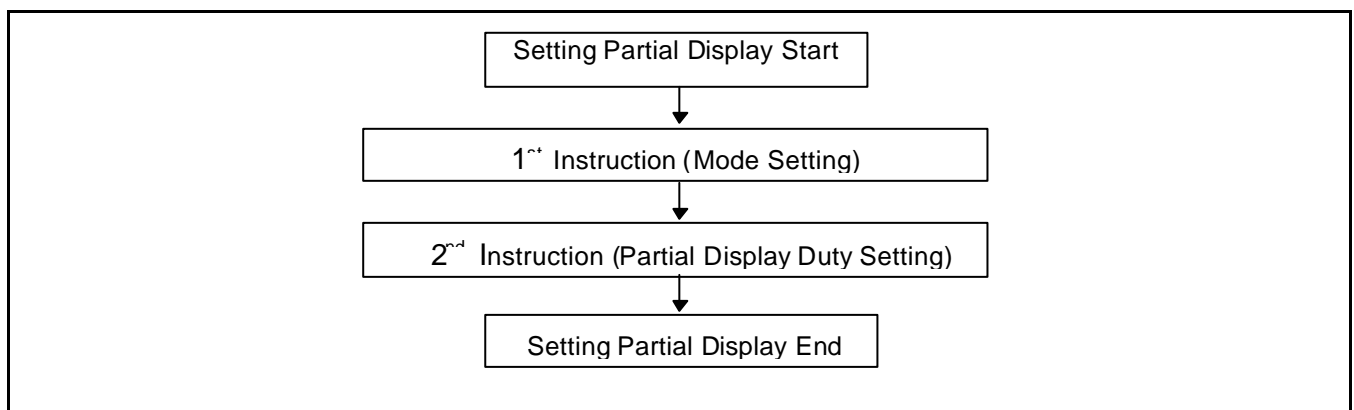 Setting Partial Display Start
1st Instruction (Mode Setting)
2nd Instruction (Partial Display Duty Setting)
Setting Partial Display End